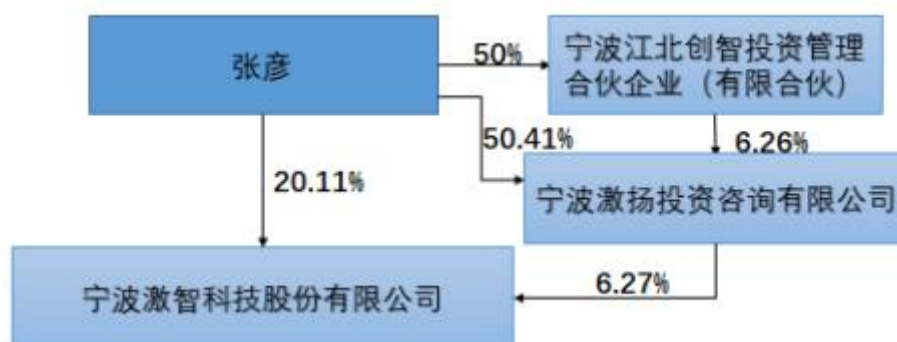 张彦
50%
宁波江北创智投资管理
合伙企业（有限合伙）
50.41%
6.26%
20.11%
宁波激扬投资咨询有限公司
6.27%
宁波激智科技股份有限公司